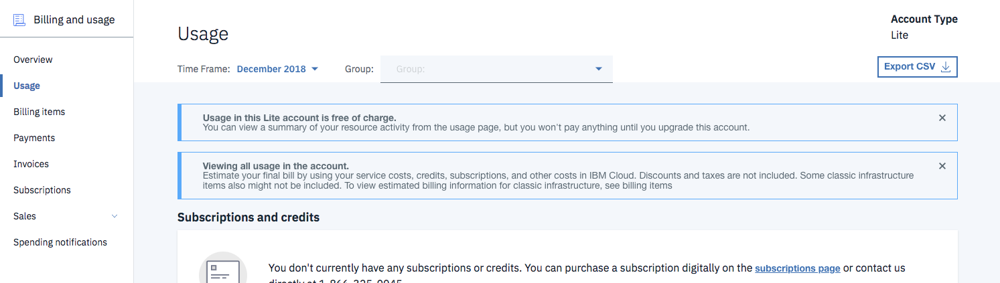 Billing and usage
Overview
Usage
Billing items
Payments
Invoices
Subscriptions
Sales
Spending notifications
Usage
Account Type
Lite
Time Frame: December 2018
Group: Group:
Export CSV
Usage in this Lite account is free of charge.
You can view a summary of your resource activity from the usage page, but you won't pay anything until you upgrade this account.
Viewing all usage in the account.
Estimate your final bill by using your service costs, credits, subscriptions, and other costs in IBM Cloud. Discounts and taxes are not included. Some classic infrastructure
items also might not be included. To view estimated billing information for classic infrastructure, see billing items
Subscriptions and credits
You don't currently have any subscriptions or credits. You can purchase a subscription digitally on the subscriptions page or contact us
directly at 1-866-325-0045